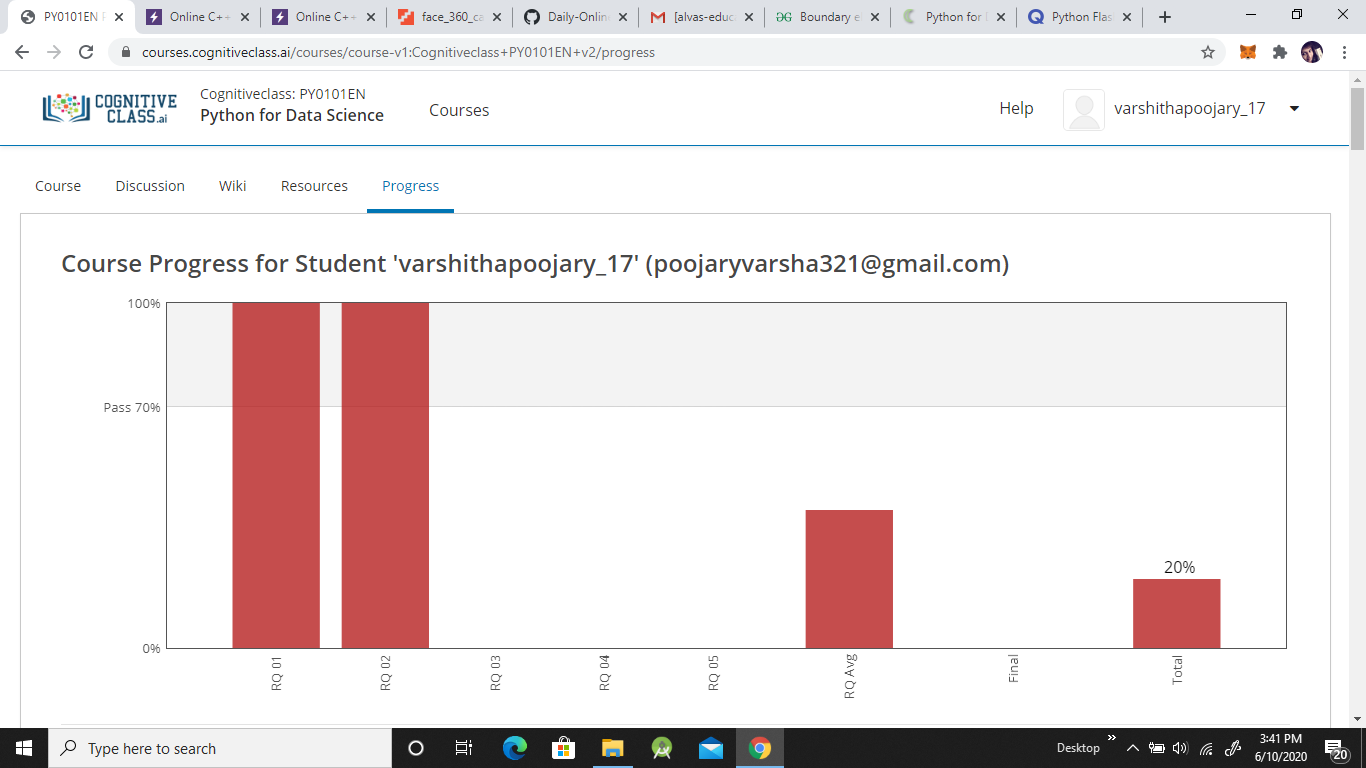 PY0101EN P
Online C++
Online C++
face_360_ca
Daily-Onlin
[alvas-educ
Boundary e
Python for
Python Flas
courses.cognitiveclass.ai/courses/course-v1:Cognitiveclass+PY0101EN+v2/progress
COGNITIVE
CLASS.ai
Cognitiveclass: PY0101EN
Python for Data Science
Courses
Help
varshithapoojary_17
Course
Discussion
Wiki
Resources
Progress
Course Progress for Student 'varshithapoojary_17' (poojaryvarsha321@gmail.com)
100%
Pass 70%
0%
20%
RQ 01
RQ 02
RQ 03
RQ 04
RQ 05
RQ Avg
Final
Total
Type here to search
Desktop
3:41 PM
6/10/2020
20